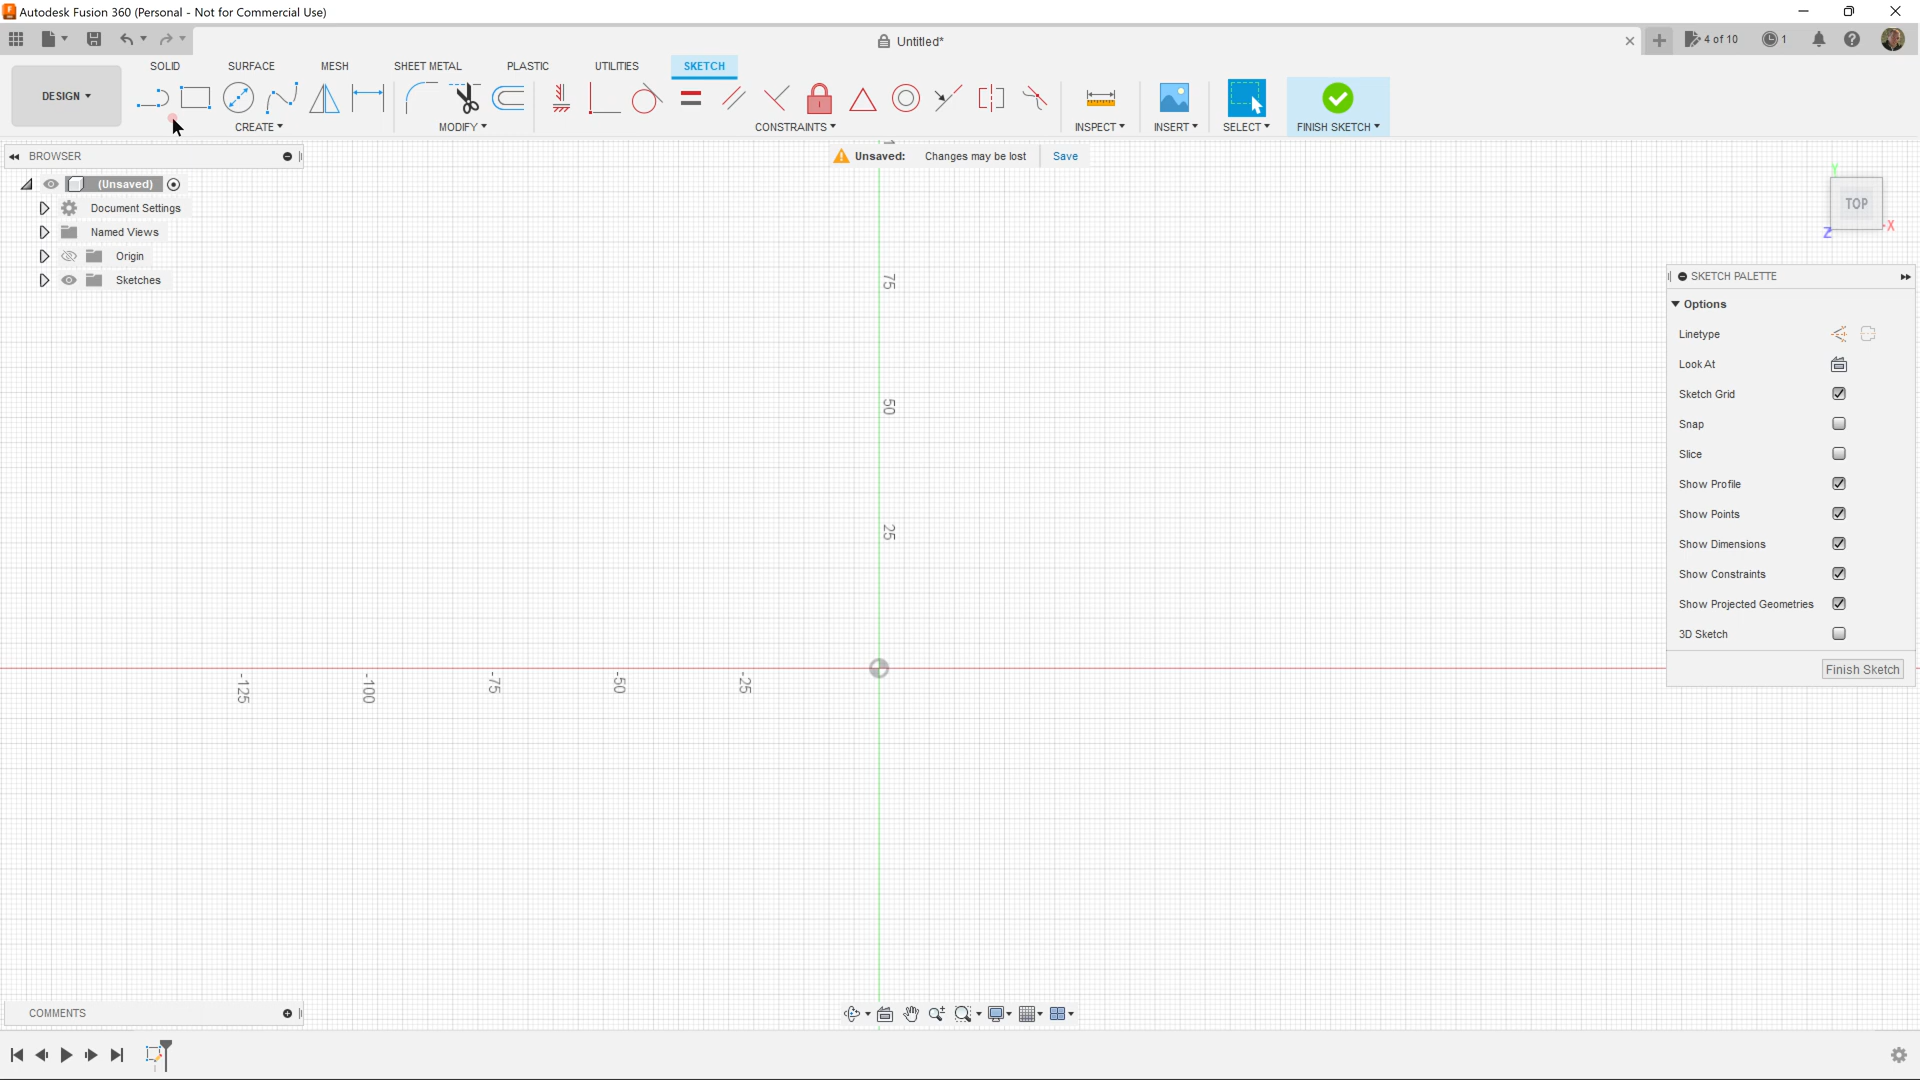 Autodesk Fusion 360 (Personal - Not for Commercial Use)
Untitled*
4 of 10
1
SOLID SURFACE MESH SHEET METAL PLASTIC UTILITIES SKETCH
DESIGN
CREATE MODIFY CONSTRAINTS INSPECT INSERT SELECT FINISH SKETCH
BROWSER
Unsaved: Changes may be lost Save
(Unsaved)
Document Settings
Named Views
Origin
Sketches
Y
TOP
X
Z
SKETCH PALETTE
Options
Linetype
Look At
Sketch Grid
Snap
Slice
Show Profile
Show Points
Show Dimensions
Show Constraints
Show Projected Geometries
3D Sketch
Finish Sketch
75
50
25
-125 -100 -75 -50 -25
COMMENTS